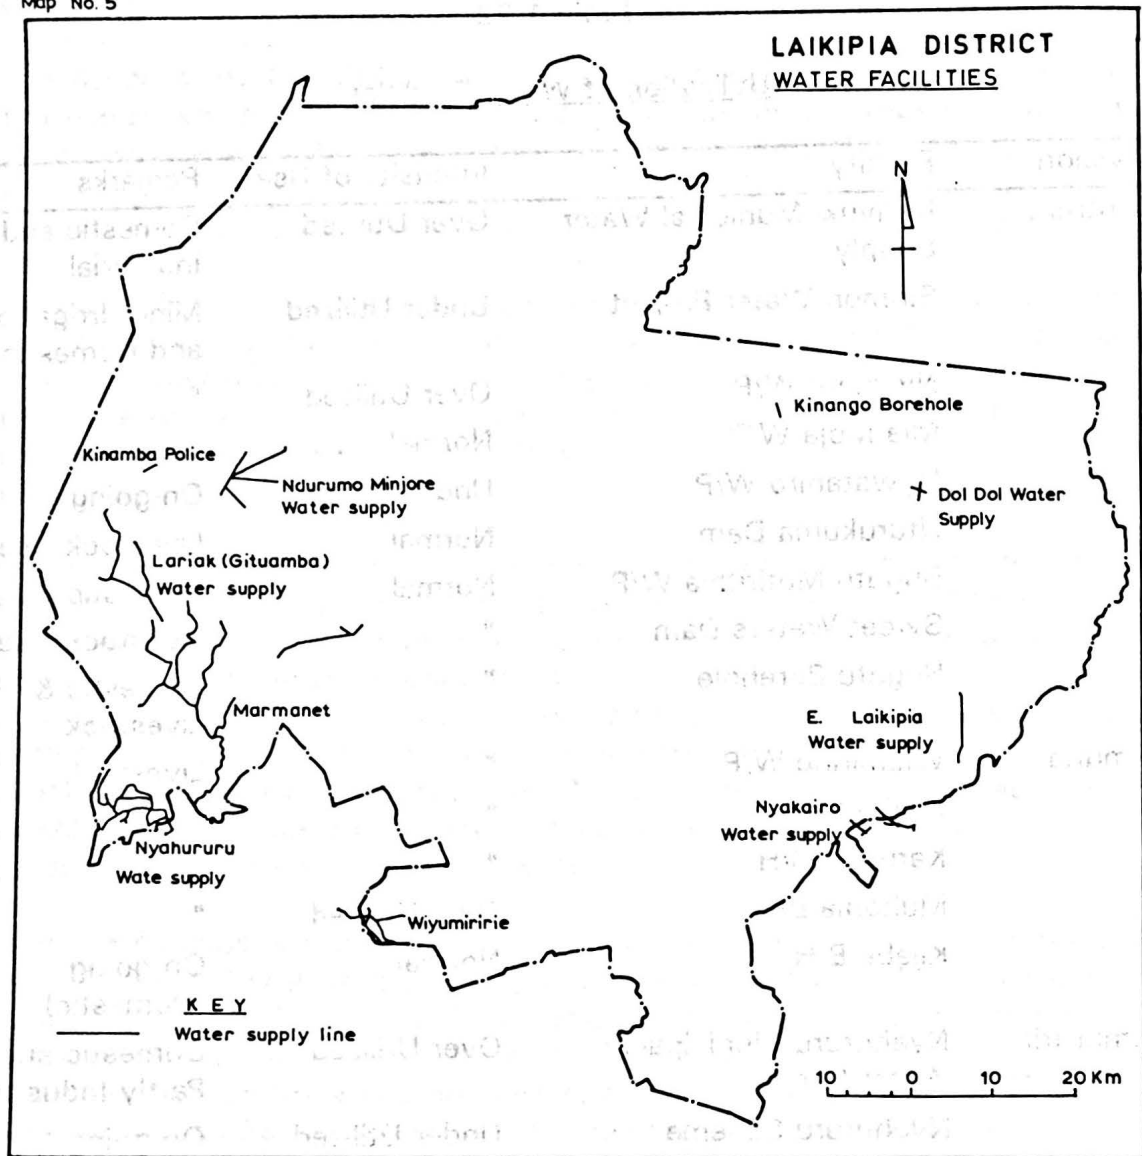 Map No. 5
LAIKIPIA DISTRICT
WATER FACILITIES
N
Kinango Borehole
Kinamba Police
Ndurumo Minjore
Water supply
Dol Dol Water
Supply
Lariak (Gituamba)
Water supply
Marmanet
E. Laikipia
Water supply
Nyakairo
Water supply
Nyahururu
Wate supply
Wiyumiririe
KEY
Water supply line
10 0 10 20 Km